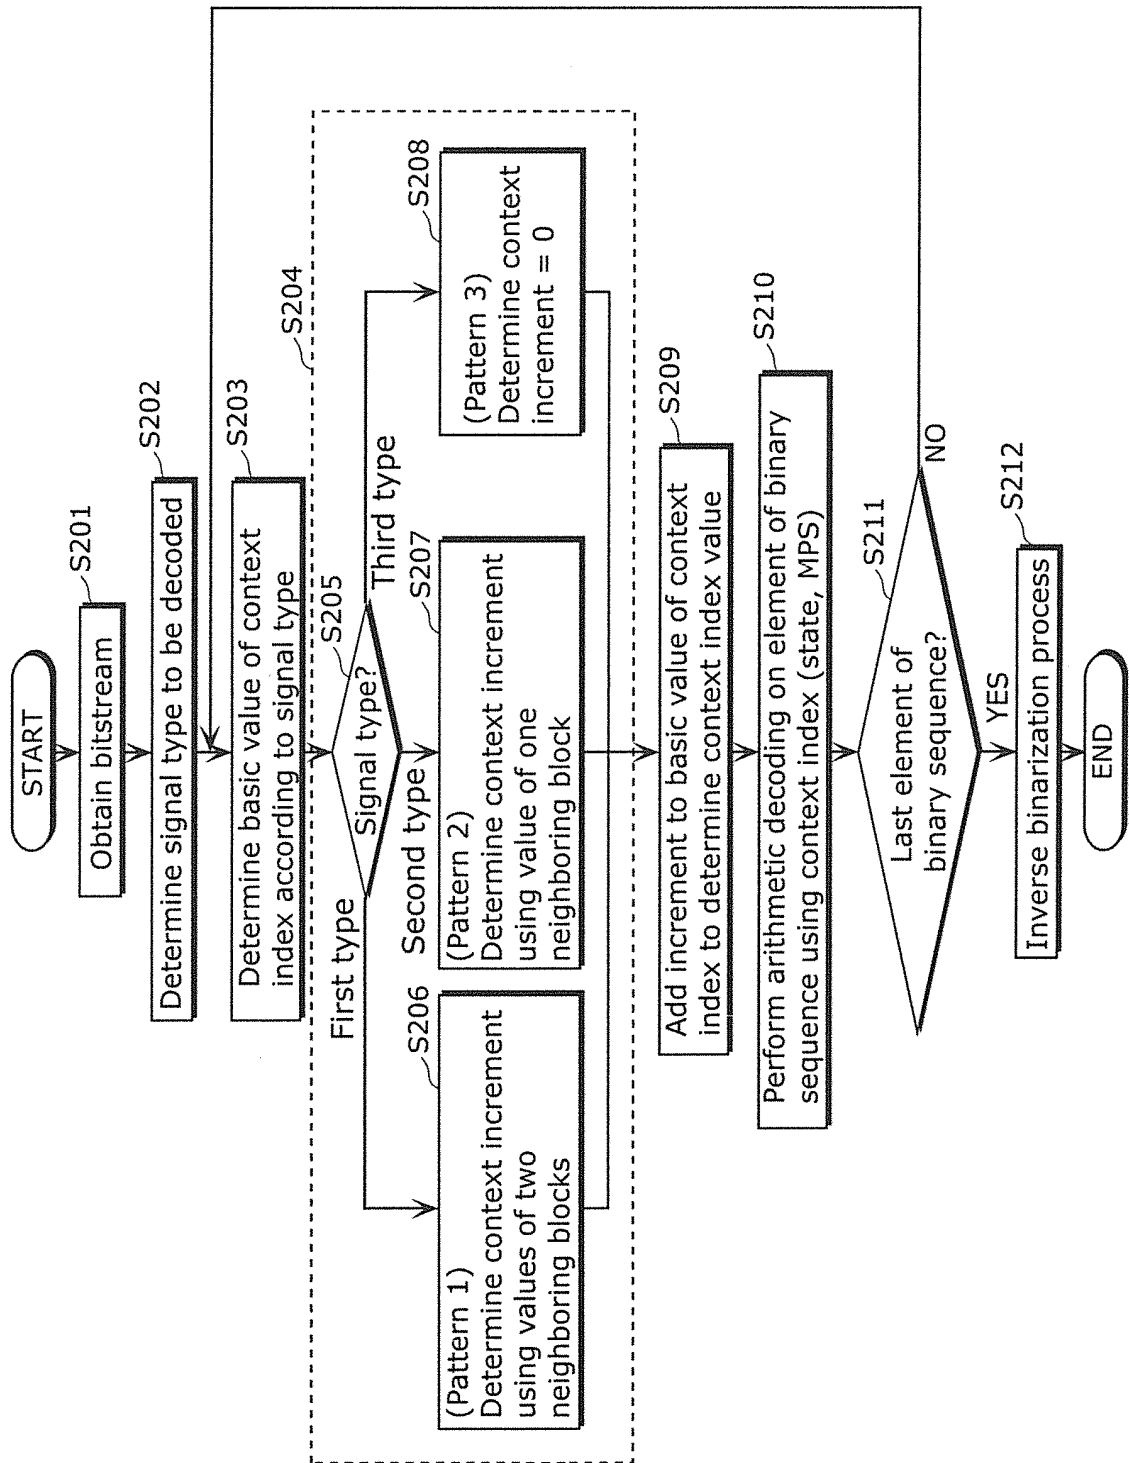 START
Obtain bitstream
S201
Determine signal type to be decoded
S202
Determine basic value of context
index according to signal type
S203
S204
Signal type?
S205
First type
Second type
Third type
S206
(Pattern 1)
Determine context increment
using values of two
neighboring blocks
S207
(Pattern 2)
Determine context increment
using value of one
neighboring block
S208
(Pattern 3)
Determine context
increment = 0
Add increment to basic value of context
index to determine context index value
S209
Perform arithmetic decoding on element of binary
sequence using context index (state, MPS)
S210
Last element of
binary sequence?
S211
NO
YES
Inverse binarization process
S212
END